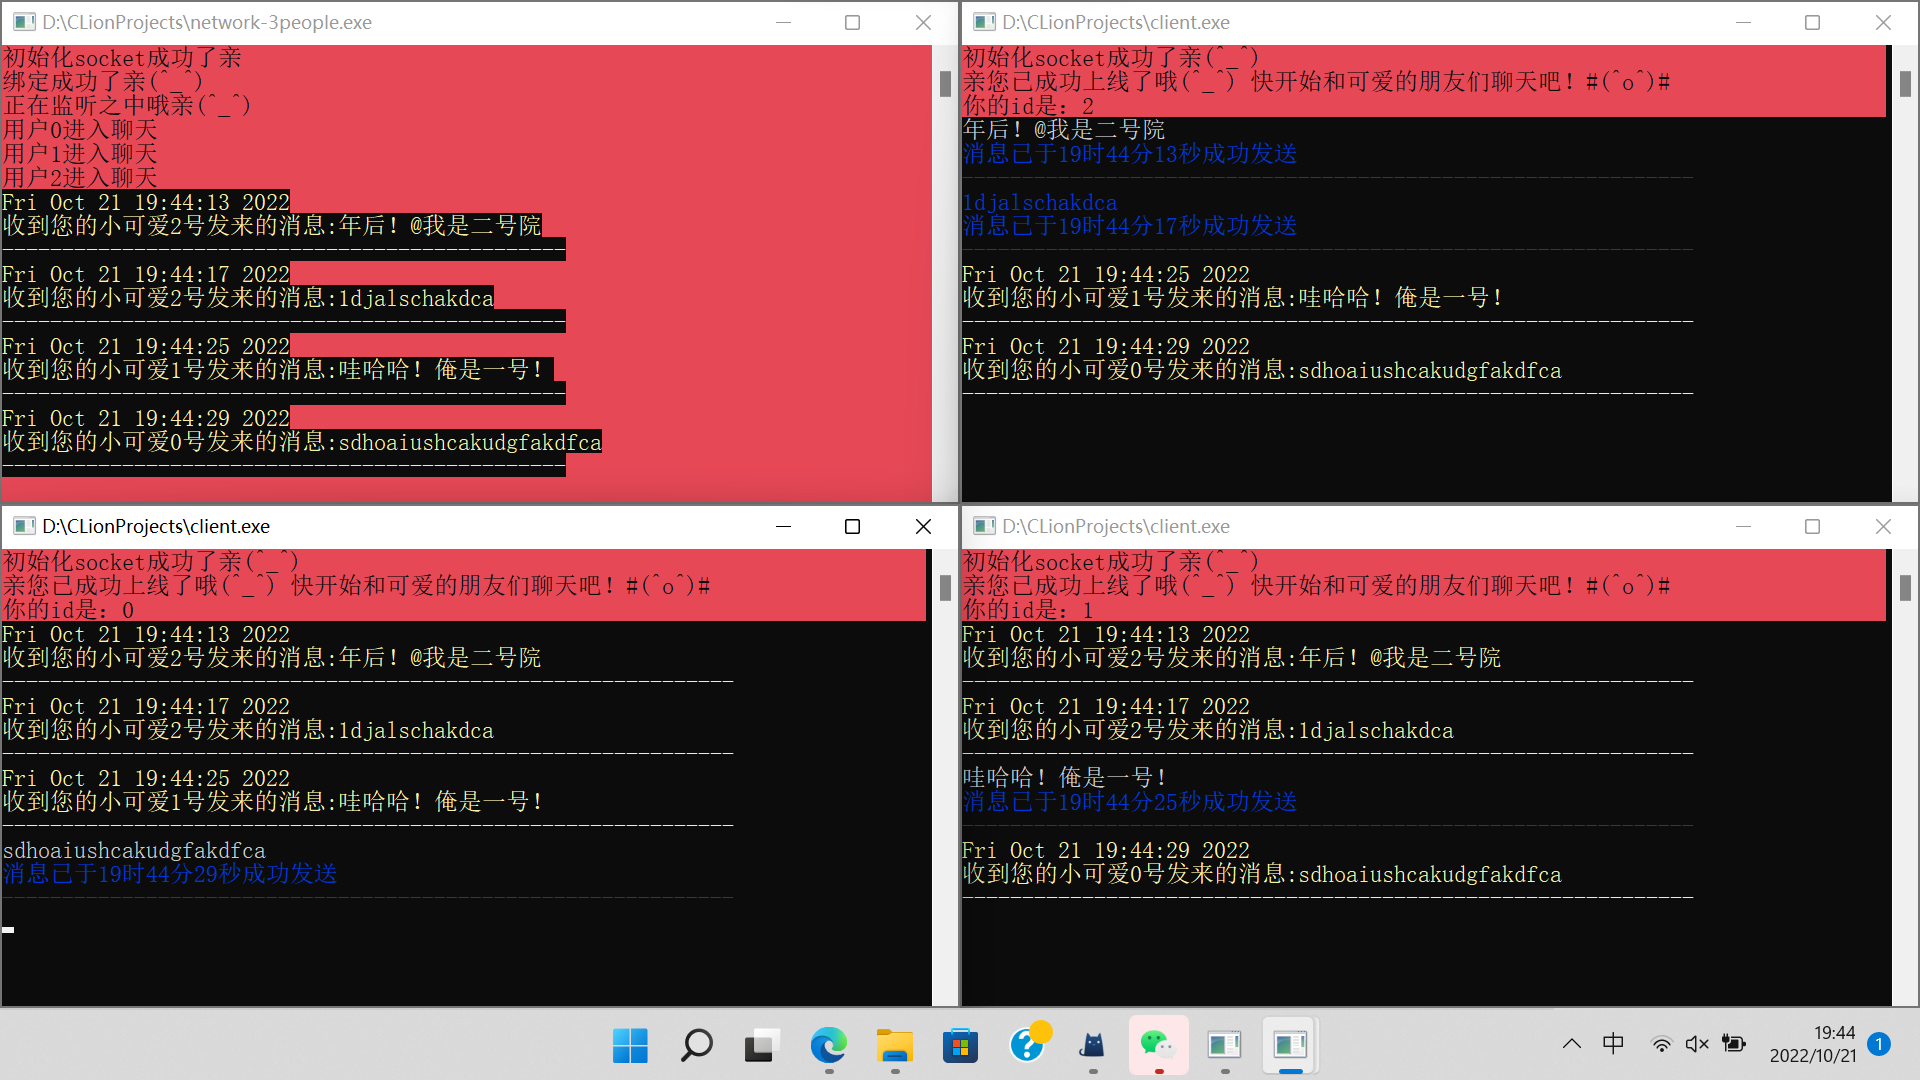 D:\CLionProjects\network-3people.exe
初始化socket成功了亲
绑定成功了亲(^_^)
正在监听之中哦亲(^_^)
用户0进入聊天
用户1进入聊天
用户2进入聊天
Fri Oct 21 19:44:13 2022
收到您的小可爱2号发来的消息:年后！@我是二号院
-----------------------------------------------
Fri Oct 21 19:44:17 2022
收到您的小可爱2号发来的消息:1djalschakdca
-----------------------------------------------
Fri Oct 21 19:44:25 2022
收到您的小可爱1号发来的消息:哇哈哈！俺是一号！
-----------------------------------------------
Fri Oct 21 19:44:29 2022
收到您的小可爱0号发来的消息:sdhoaiushcakudgfakdfca
-----------------------------------------------
D:\CLionProjects\client.exe
初始化socket成功了亲(^_^)
亲您已成功上线了哦(^_^) 快开始和可爱的朋友们聊天吧！#(^o^)#
你的id是：2
年后！@我是二号院
消息已于19时44分13秒成功发送
-------------------------------------------------------------
1djalschakdca
消息已于19时44分17秒成功发送
-------------------------------------------------------------
Fri Oct 21 19:44:25 2022
收到您的小可爱1号发来的消息:哇哈哈！俺是一号！
-------------------------------------------------------------
Fri Oct 21 19:44:29 2022
收到您的小可爱0号发来的消息:sdhoaiushcakudgfakdfca
-------------------------------------------------------------
D:\CLionProjects\client.exe
初始化socket成功了亲(^_^)
亲您已成功上线了哦(^_^) 快开始和可爱的朋友们聊天吧！#(^o^)#
你的id是：0
Fri Oct 21 19:44:13 2022
收到您的小可爱2号发来的消息:年后！@我是二号院
-------------------------------------------------------------
Fri Oct 21 19:44:17 2022
收到您的小可爱2号发来的消息:1djalschakdca
-------------------------------------------------------------
Fri Oct 21 19:44:25 2022
收到您的小可爱1号发来的消息:哇哈哈！俺是一号！
-------------------------------------------------------------
sdhoaiushcakudgfakdfca
消息已于19时44分29秒成功发送
-------------------------------------------------------------
D:\CLionProjects\client.exe
初始化socket成功了亲(^_^)
亲您已成功上线了哦(^_^) 快开始和可爱的朋友们聊天吧！#(^o^)#
你的id是：1
Fri Oct 21 19:44:13 2022
收到您的小可爱2号发来的消息:年后！@我是二号院
-------------------------------------------------------------
Fri Oct 21 19:44:17 2022
收到您的小可爱2号发来的消息:1djalschakdca
-------------------------------------------------------------
哇哈哈！俺是一号！
消息已于19时44分25秒成功发送
-------------------------------------------------------------
Fri Oct 21 19:44:29 2022
收到您的小可爱0号发来的消息:sdhoaiushcakudgfakdfca
-------------------------------------------------------------
中
19:44
2022/10/21
1